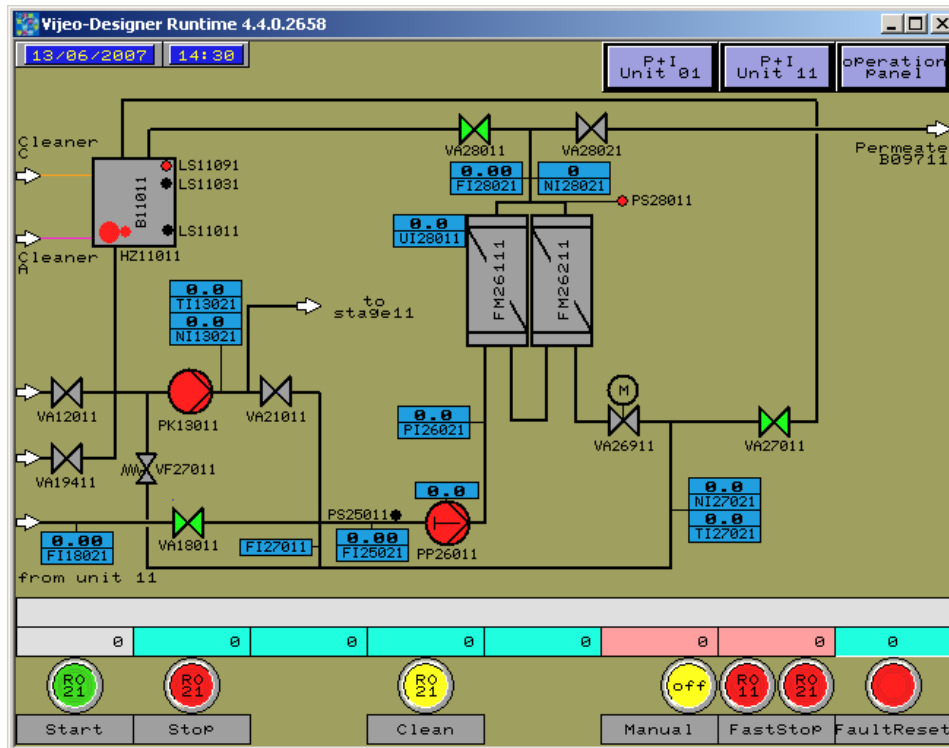 Vijeo-Designer Runtime 4.4.0.2658
13/06/2007
14:30
P+I
Unit 01
P+I
Unit 11
operation
panel
Cleaner
C
LS11091
LS11031
B11011
LS11011
HZ11011
Cleaner
A
VA28011
VA28021
Permeate
B09711
0.00
FI28021
0
NI28021
PS28011
0.0
UI28011
FM26111
FM26211
0.0
TI13021
0.0
NI13021
to
stage11
VA12011
PK13011
VA21011
0.0
PI26021
M
VA26911
VA27011
VA19411
VF27011
0.0
NI27021
0.0
TI27021
0.00
FI18021
VA18011
FI27011
PS25011
0.00
FI25021
0.0
PP26011
from unit 11
0
0
0
0
0
0
0
0
RO
21
RO
21
RO
21
off
RO
11
RO
21
Start
Stop
Clean
Manual
FastStop
FaultReset